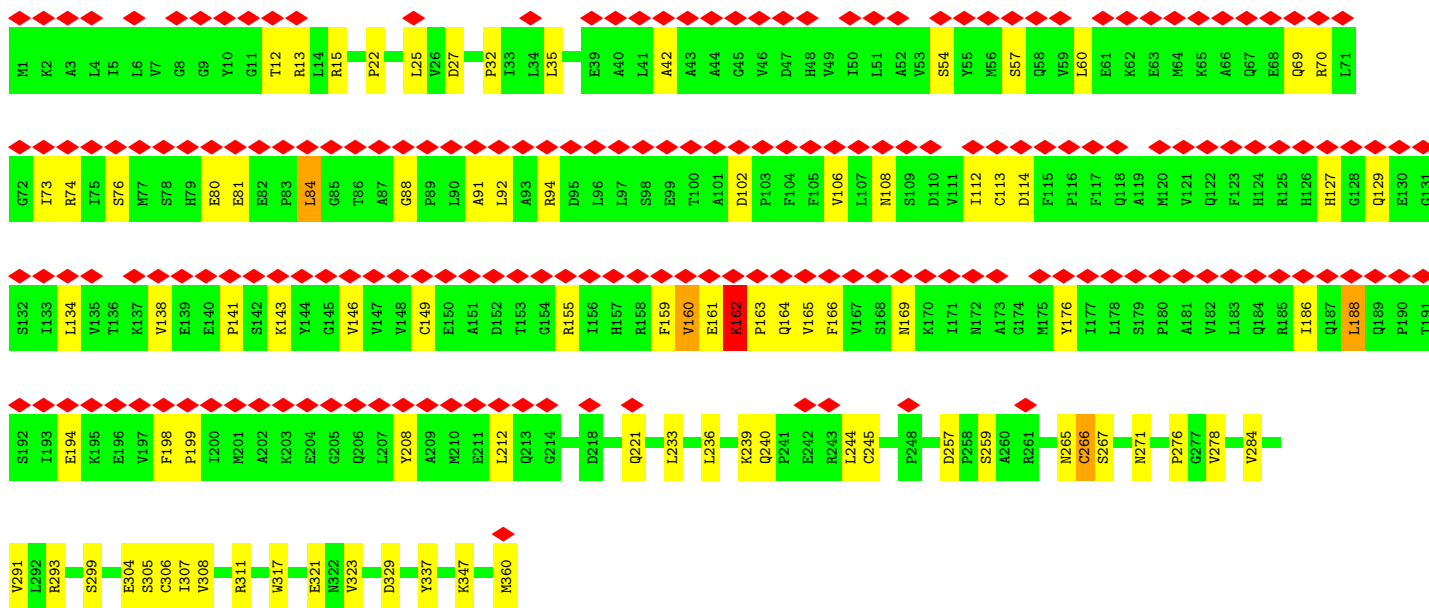 M1 K2 A3 L4 I5 L6 V7 G8 G9 Y10 G11 T12 R13 L14 R15 P22 L25 V26 D27 P32 I33 L34 L35 E39 A40 L41 A42 A43 A44 G45 V46 D47 H48 V49 I50 L51 A52 V53 S54 Y55 M56 S57 Q58 V59 L60 E61 K62 E63 M64 K65 A66 Q67 E68 Q69 R70 L71
G72 I73 R74 I75 S76 M77 S78 H79 E80 E81 E82 P83 L84 G85 T86 A87 G88 P89 L90 A91 L92 A93 R94 D95 L96 L97 S98 E99 T100 A101 D102 P103 F104 F105 V106 L107 N108 S109 D110 V111 I112 C113 D114 F115 P116 F117 Q118 A119 M120 V121 Q122 F123 H124 R125 H126 H127 G128 Q129 E130 G131
S132 I133 L134 V135 T136 K137 V138 E139 E140 P141 S142 K143 Y144 G145 V146 V147 V148 C149 E150 A151 D152 T153 G154 R155 I156 H157 R158 F159 V160 E161 K162 P163 Q164 V165 F166 V167 S168 N169 K170 I171 N172 A173 G174 M175 Y176 I177 L178 S179 P180 A181 V182 L183 Q184 R185 I186 Q187 L188 Q189 P190 T191
S192 I193 E194 K195 E196 V197 F198 P199 I200 M201 A202 K203 E204 G205 Q206 L207 Y208 A209 M210 E211 L212 Q213 G214 D218 Q221 L233 L236 K239 Q240 P241 E242 R243 L244 C245 P248 D257 P258 S259 A260 R261 N265 C266 S267 N271 P276 G277 V278 V284
V291 L292 R293 S299 E304 S305 C306 I307 V308 R311 W317 E321 N322 V323 D329 Y337 K347 M360